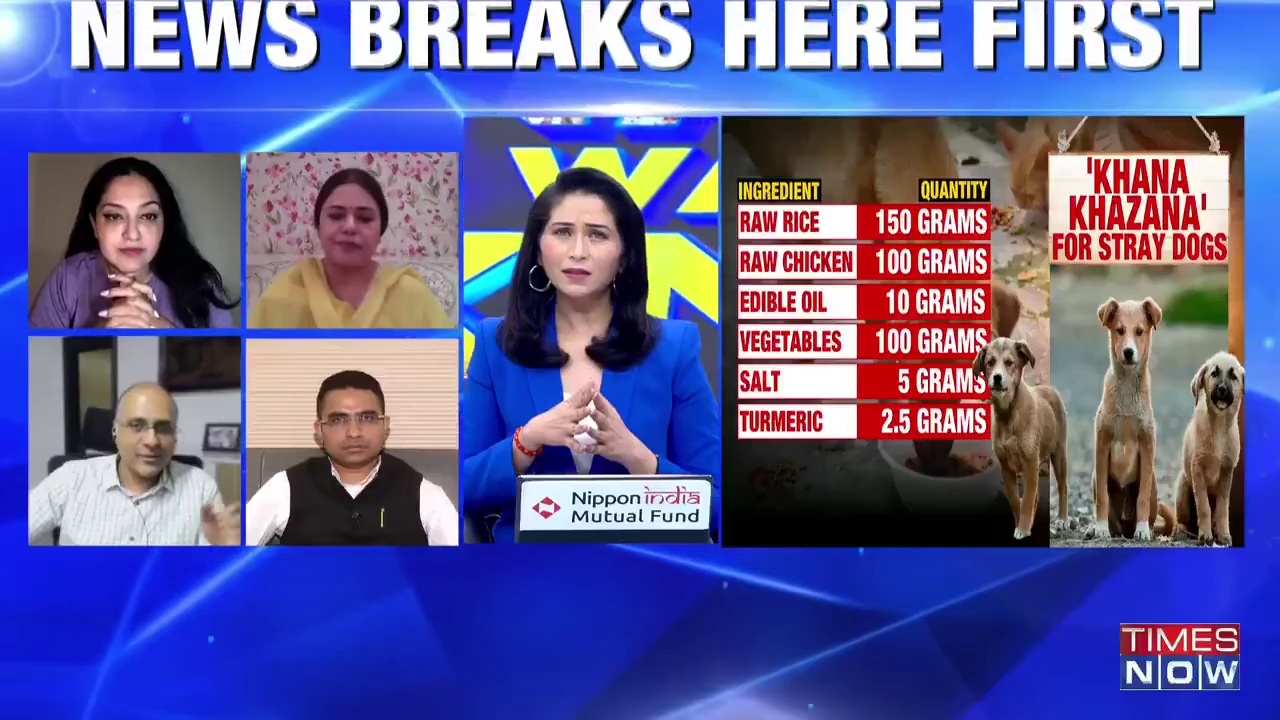 NEWS BREAKS HERE FIRST
INGREDIENT QUANTITY
RAW RICE 150 GRAMS
RAW CHICKEN 100 GRAMS
EDIBLE OIL 10 GRAMS
VEGETABLES 100 GRAMS
SALT 5 GRAMS
TURMERIC 2.5 GRAMS
'KHANA
KHAZANA'
FOR STRAY DOGS
Nippon india
Mutual Fund
TIMES
NOW